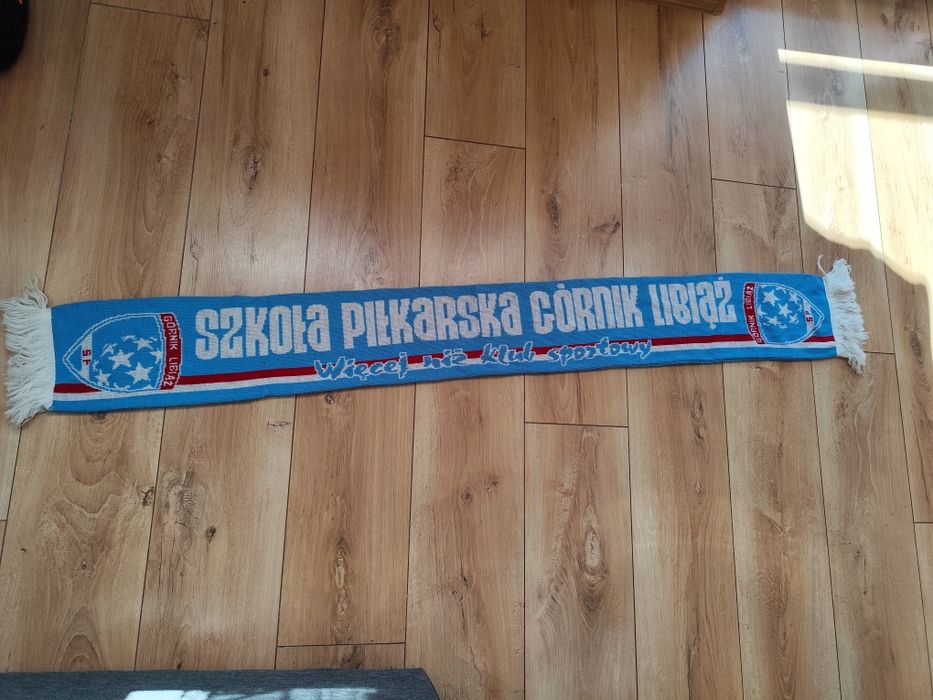 SZKOŁA PIŁKARSKA GÓRNIK LIBIĄŻ
Więcej niż klub sportowy
GÓRNIK LIBIĄŻ
SP
GÓRNIK LIBIĄŻ
SP